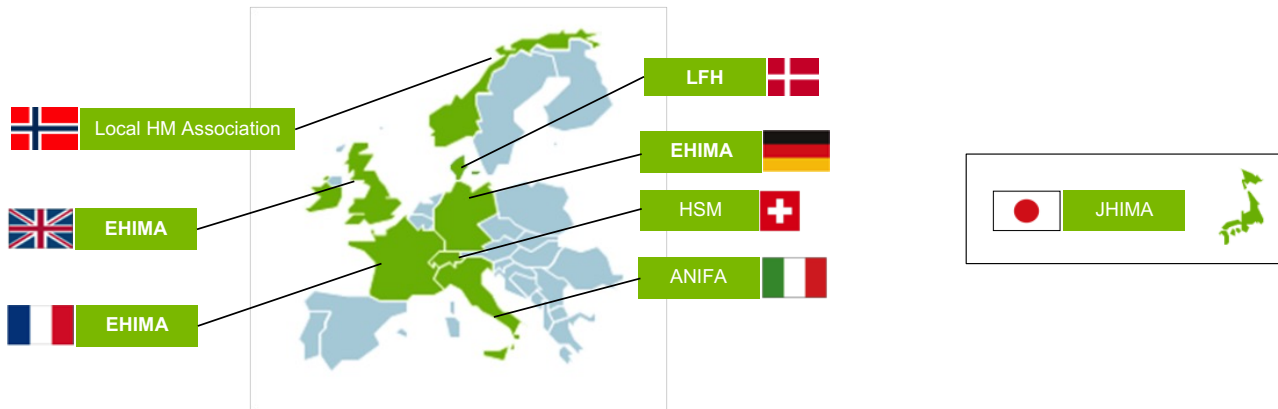 Local HM Association
EHIMA
EHIMA
LFH
EHIMA
HSM
ANIFA
JHIMA